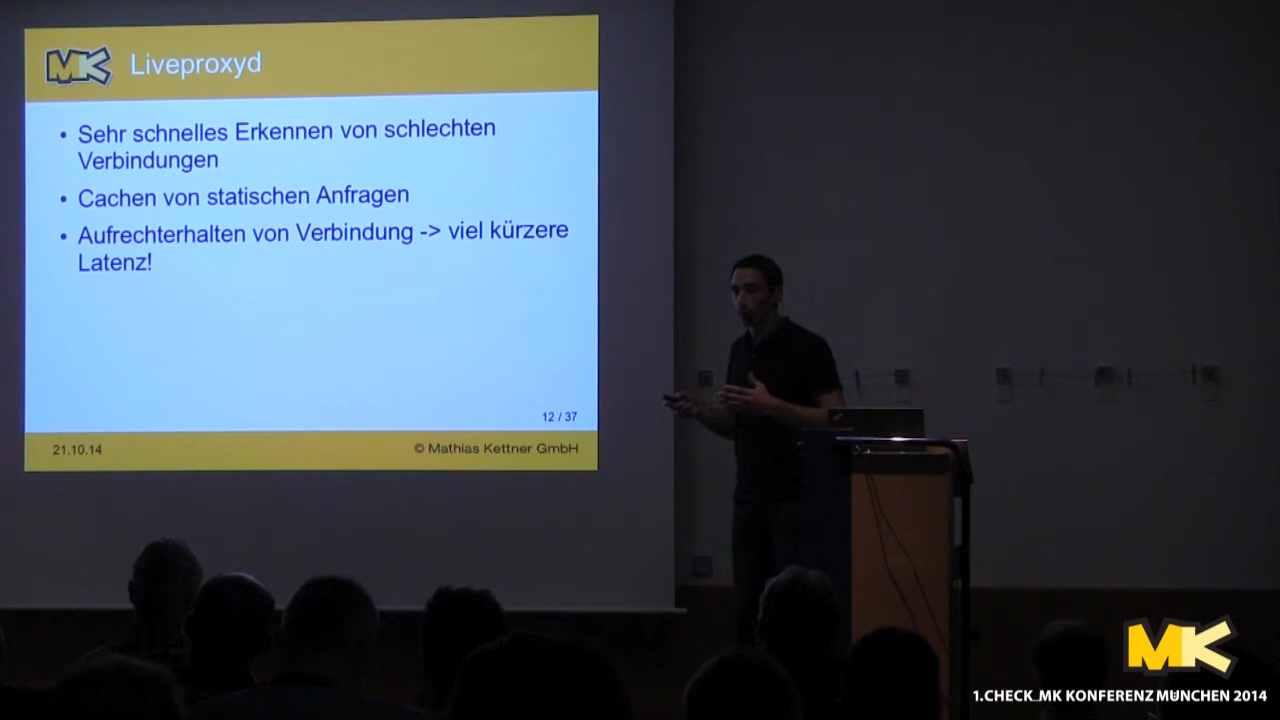 MK Liveproxyd
• Sehr schnelles Erkennen von schlechten
Verbindungen
• Cachen von statischen Anfragen
• Aufrechterhalten von Verbindung -> viel kürzere
Latenz!
12 / 37
21.10.14 © Mathias Kettner GmbH
MK
1.CHECK_MK KONFERENZ MÜNCHEN 2014